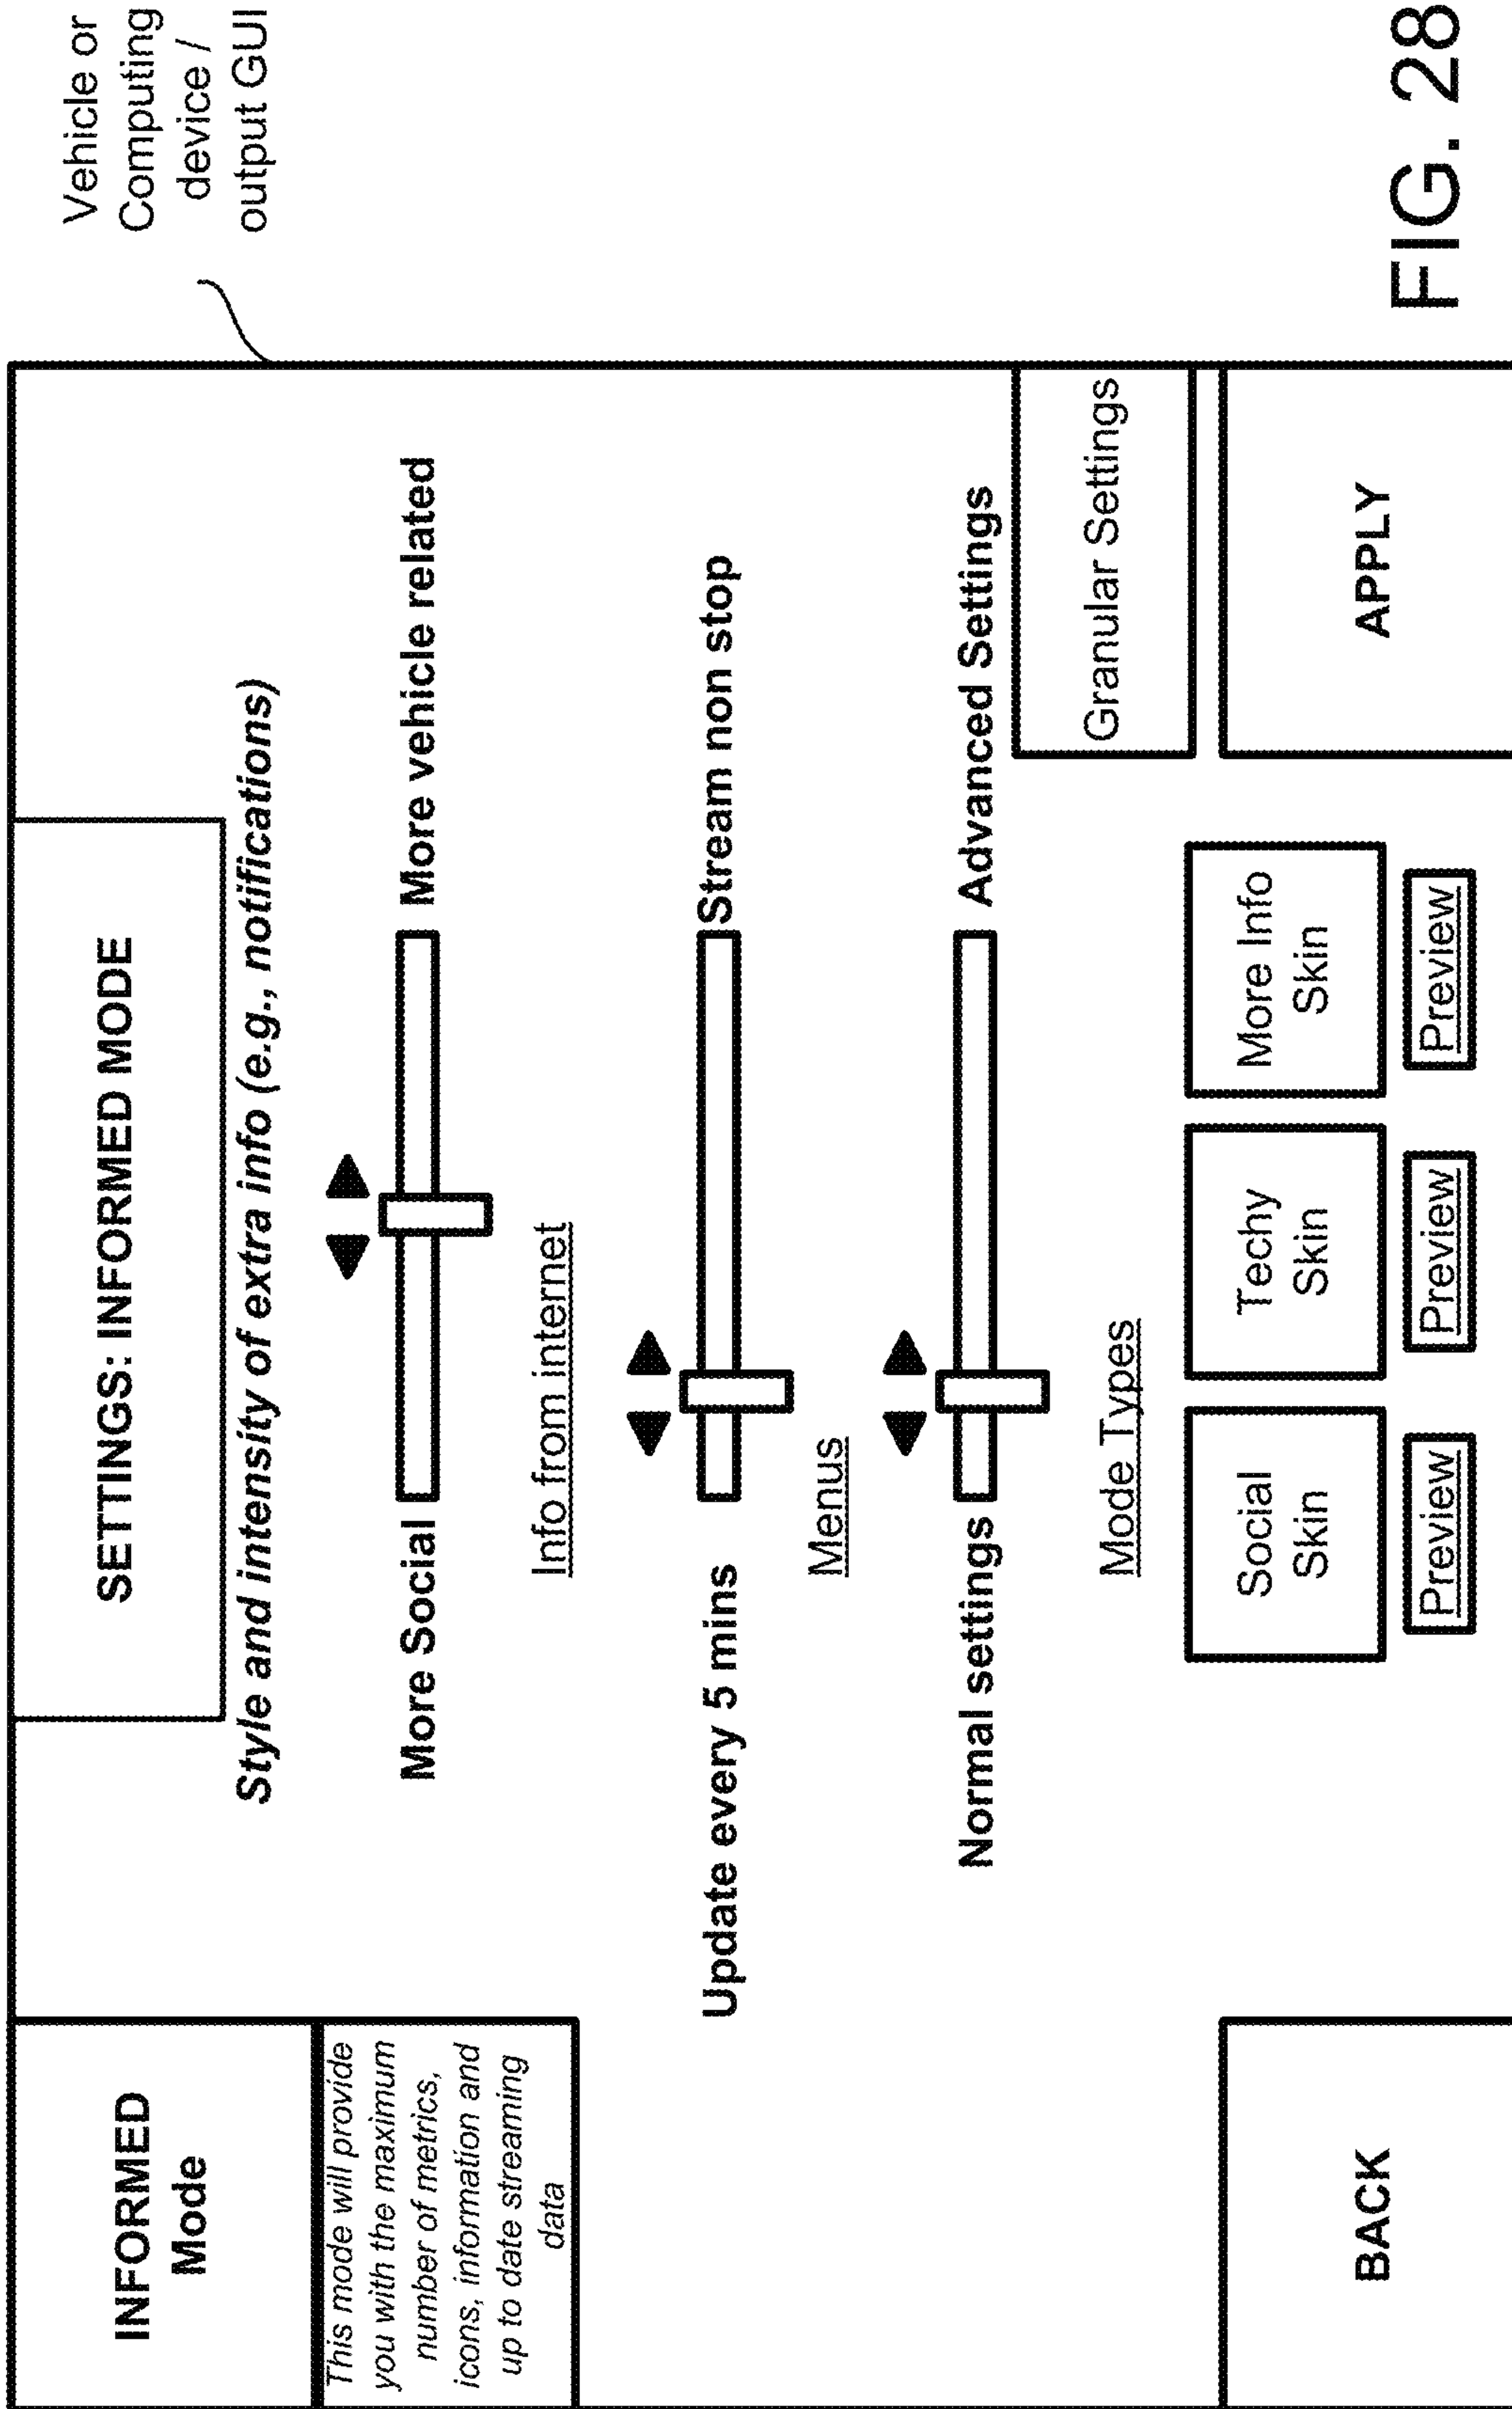 INFORMED
Mode
This mode will provide
you with the maximum
number of metrics,
icons, information and
up to date streaming
data
SETTINGS: INFORMED MODE
Style and intensity of extra info (e.g., notifications)
More Social
More vehicle related
Info from internet
Update every 5 mins
Stream non stop
Menus
Normal settings
Advanced Settings
Granular Settings
Mode Types
Social
Skin
Techy
Skin
More Info
Skin
Preview
Preview
Preview
BACK
APPLY
Vehicle or
Computing
device /
output GUI
FIG. 28